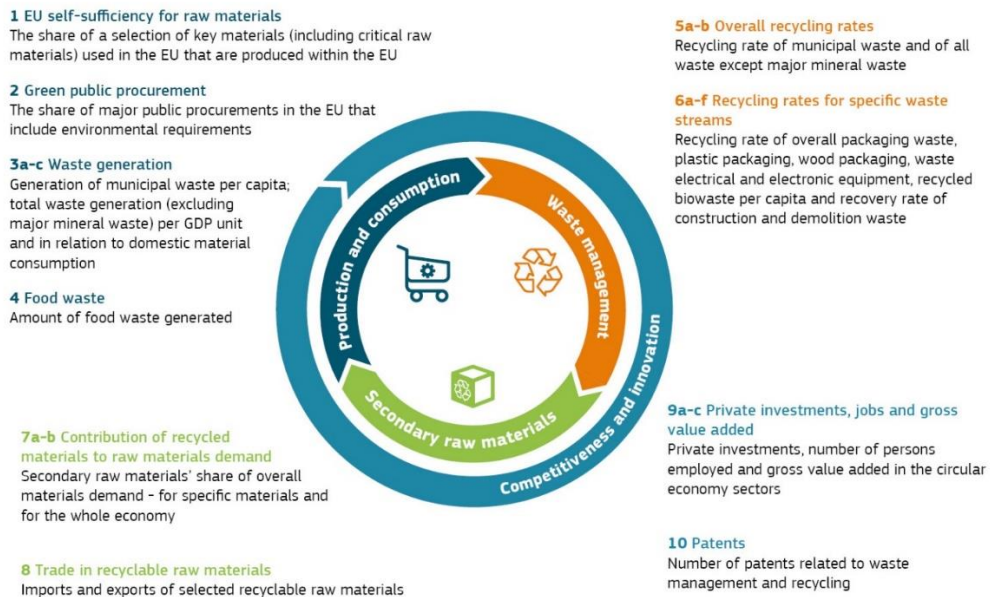 1 EU self-sufficiency for raw materials
The share of a selection of key materials (including critical raw
materials) used in the EU that are produced within the EU
2 Green public procurement
The share of major public procurements in the EU that
include environmental requirements
3a-c Waste generation
Generation of municipal waste per capita;
total waste generation (excluding
major mineral waste) per GDP unit
and in relation to domestic material
consumption
4 Food waste
Amount of food waste generated
5a-b Overall recycling rates
Recycling rate of municipal waste and of all
waste except major mineral waste
6a-f Recycling rates for specific waste
streams
Recycling rate of overall packaging waste,
plastic packaging, wood packaging, waste
electrical and electronic equipment, recycled
biowaste per capita and recovery rate of
construction and demolition waste
Production and consumption
Waste management
Secondary raw materials
Competitiveness and innovation
7a-b Contribution of recycled
materials to raw materials demand
Secondary raw materials' share of overall
materials demand - for specific materials and
for the whole economy
8 Trade in recyclable raw materials
Imports and exports of selected recyclable raw materials
9a-c Private investments, jobs and gross
value added
Private investments, number of persons
employed and gross value added in the circular
economy sectors
10 Patents
Number of patents related to waste
management and recycling